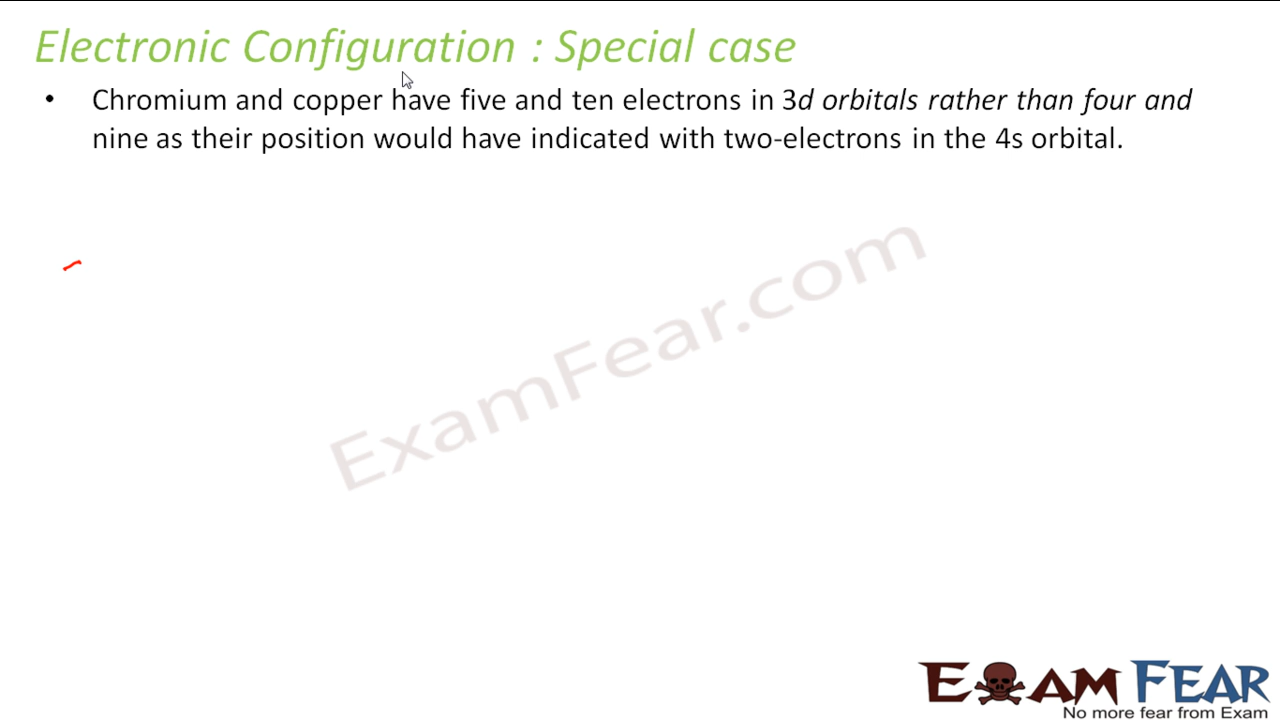 Electronic Configuration : Special case
• Chromium and copper have five and ten electrons in 3d orbitals rather than four and
nine as their position would have indicated with two-electrons in the 4s orbital.
ExamFear.com
EXAM FEAR
No more fear from Exam